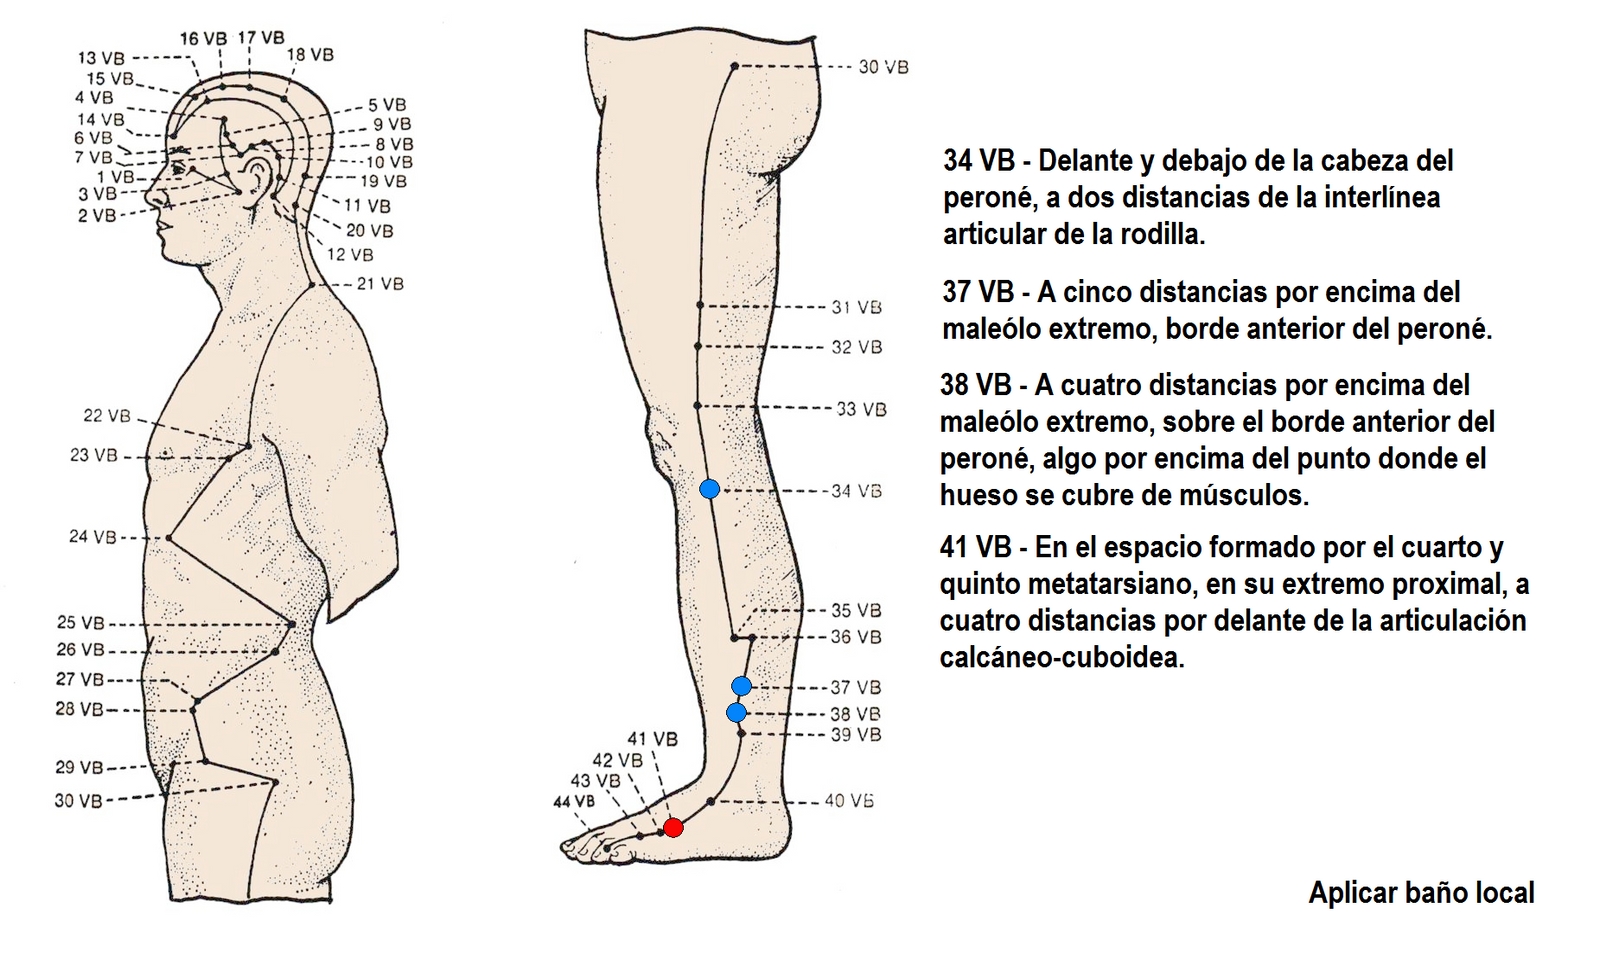 16 VB
17 VB
13 VB
18 VB
15 VB
4 VB
5 VB
14 VB
9 VB
6 VB
8 VB
7 VB
10 VB
1 VB
19 VB
3 VB
11 VB
2 VB
20 VB
12 VB
21 VB
22 VB
23 VB
24 VB
25 VB
26 VB
27 VB
28 VB
29 VB
30 VB
30 VB
31 VB
32 VB
33 VB
34 VB
35 VB
36 VB
37 VB
38 VB
39 VB
41 VB
42 VB
43 VB
44 VB
40 VB
34 VB - Delante y debajo de la cabeza del
peroné, a dos distancias de la interlínea
articular de la rodilla.
37 VB - A cinco distancias por encima del
maleólo extremo, borde anterior del peroné.
38 VB - A cuatro distancias por encima del
maleólo extremo, sobre el borde anterior del
peroné, algo por encima del punto donde el
hueso se cubre de músculos.
41 VB - En el espacio formado por el cuarto y
quinto metatarsiano, en su extremo proximal, a
cuatro distancias por delante de la articulación
calcáneo-cuboidea.
Aplicar baño local